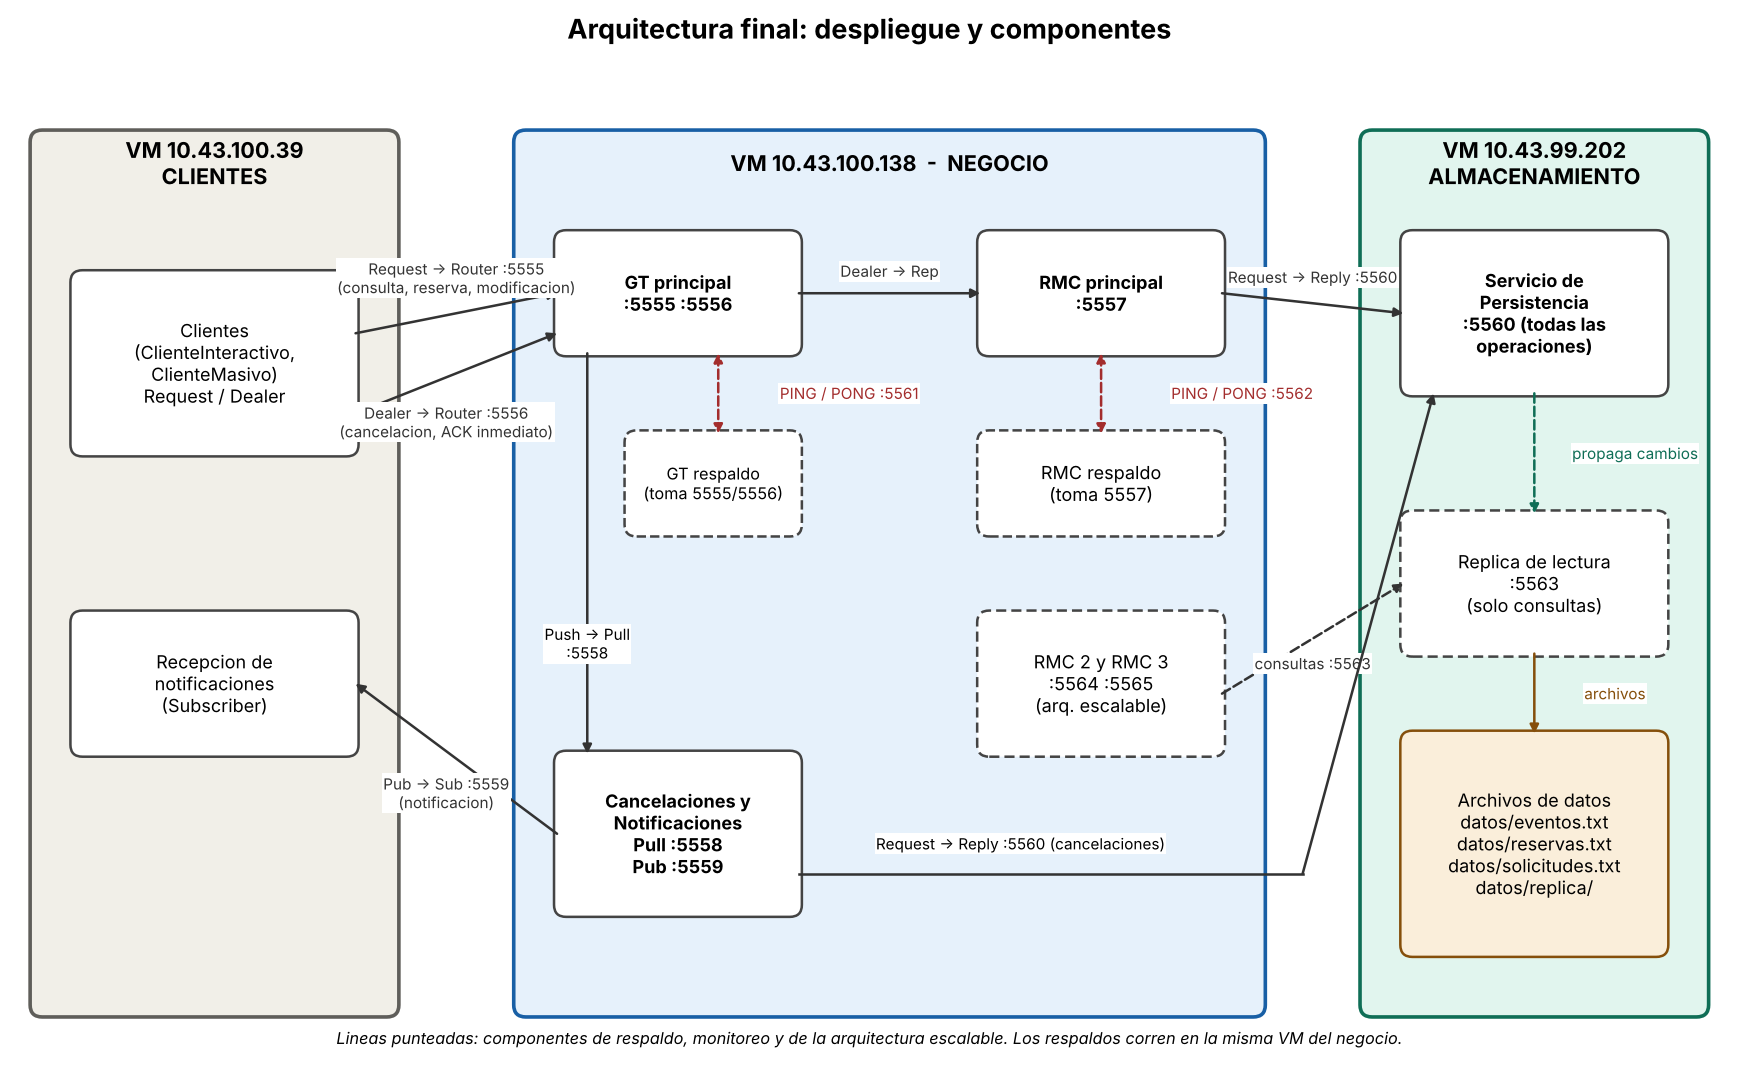 Arquitectura final: despliegue y componentes
VM 10.43.100.39
CLIENTES
Clientes
(ClienteInteractivo,
ClienteMasivo)
Request / Dealer
Recepcion de
notificaciones
(Subscriber)
Request → Router :5555
(consulta, reserva, modificacion)
Dealer → Router :5556
(cancelacion, ACK inmediato)
Pub → Sub :5559
(notificacion)
VM 10.43.100.138 - NEGOCIO
GT principal
:5555 :5556
Dealer → Rep
RMC principal
:5557
PING / PONG :5561
PING / PONG :5562
GT respaldo
(toma 5555/5556)
RMC respaldo
(toma 5557)
Push → Pull
:5558
RMC 2 y RMC 3
:5564 :5565
(arq. escalable)
Cancelaciones y
Notificaciones
Pull :5558
Pub :5559
Request → Reply :5560 (cancelaciones)
Request → Reply :5560
consultas :5563
VM 10.43.99.202
ALMACENAMIENTO
Servicio de
Persistencia
:5560 (todas las
operaciones)
propaga cambios
Replica de lectura
:5563
(solo consultas)
archivos
Archivos de datos
datos/eventos.txt
datos/reservas.txt
datos/solicitudes.txt
datos/replica/
Lineas punteadas: componentes de respaldo, monitoreo y de la arquitectura escalable. Los respaldos corren en la misma VM del negocio.